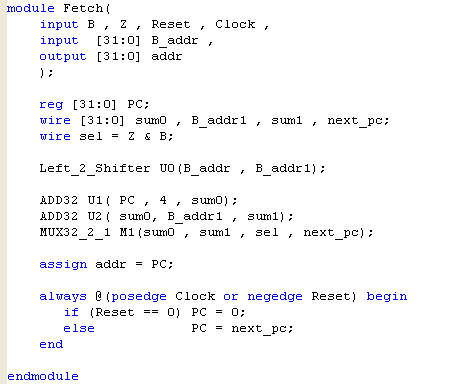 module Fetch(
input B , Z , Reset , Clock ,
input [31:0] B_addr ,
output [31:0] addr
);
reg [31:0] PC;
wire [31:0] sum0 , B_addr1 , sum1 , next_pc;
wire sel = Z & B;
Left_2_Shifter U0(B_addr , B_addr1);
ADD32 U1( PC , 4 , sum0);
ADD32 U2( sum0, B_addr1 , sum1);
MUX32_2_1 M1(sum0 , sum1 , sel , next_pc);
assign addr = PC;
always @(posedge Clock or negedge Reset) begin
if (Reset == 0) PC = 0;
else PC = next_pc;
end
endmodule